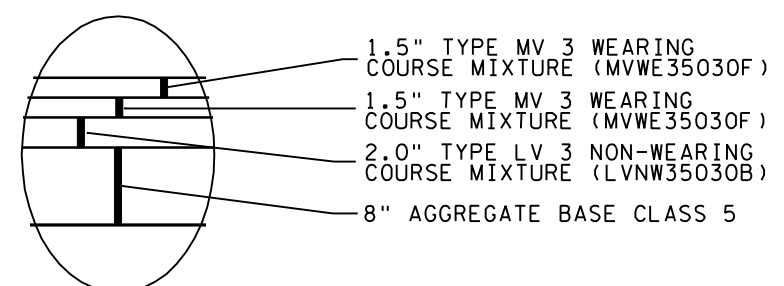 1.5" TYPE MV 3 WEARING
COURSE MIXTURE (MVWE35030F)
1.5" TYPE MV 3 WEARING
COURSE MIXTURE (MVWE35030F)
2.0" TYPE LV 3 NON-WEARING
COURSE MIXTURE (LVNW35030B)
8" AGGREGATE BASE CLASS 5